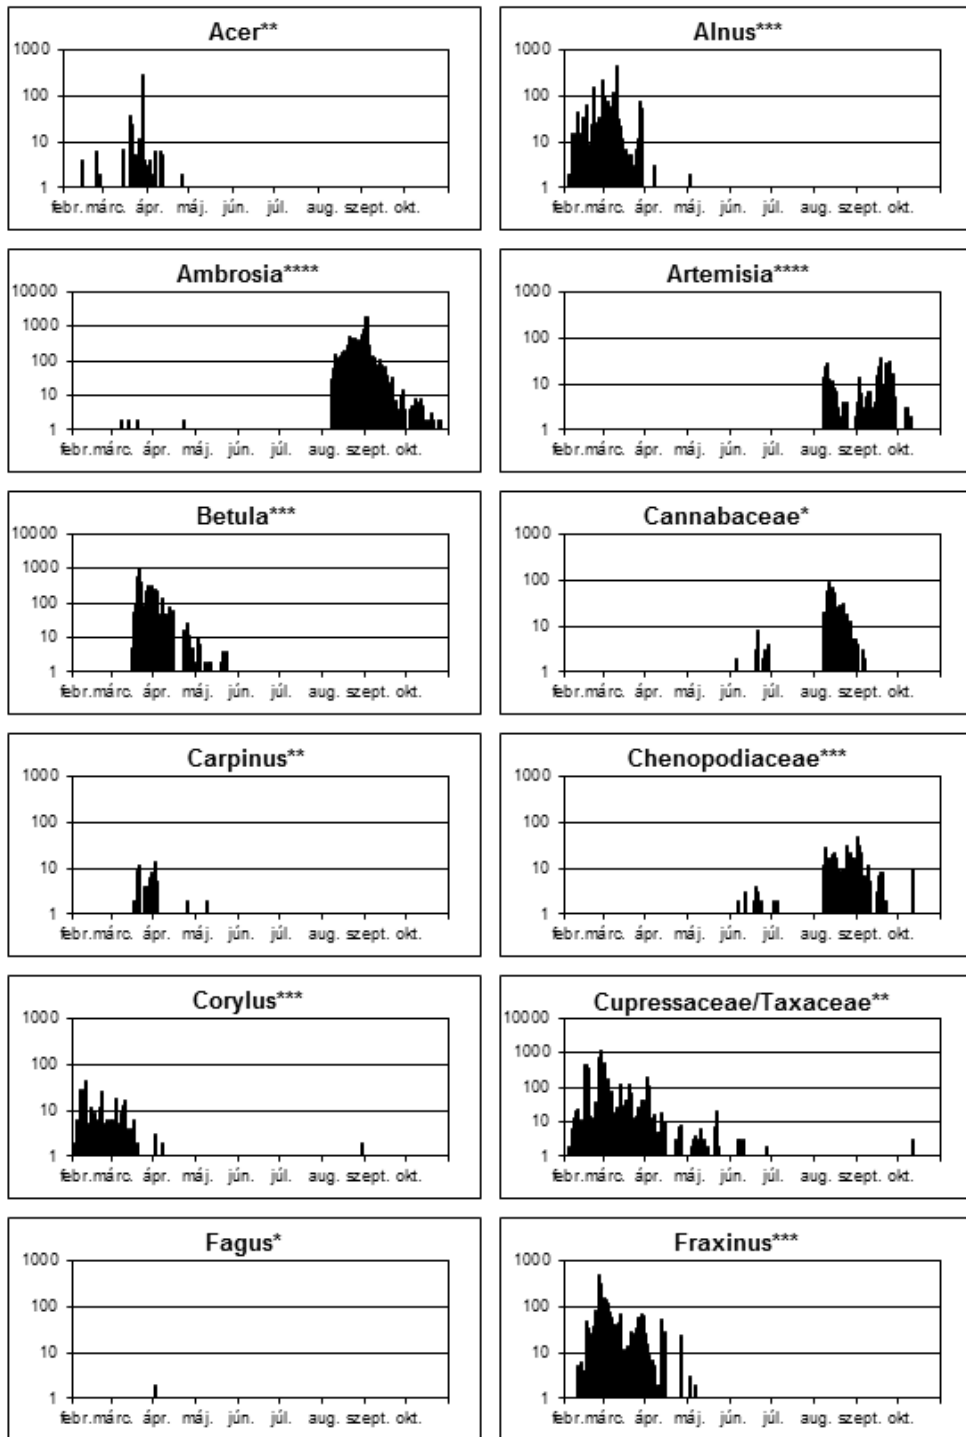 Acer**
1000
100
10
1
febr. márc. ápr. máj. jún. júl. aug. szept. okt.
Alnus***
1000
100
10
1
febr. márc. ápr. máj. jún. júl. aug. szept. okt.
Ambrosia****
10000
1000
100
10
1
febr. márc. ápr. máj. jún. júl. aug. szept. okt.
Artemisia****
1000
100
10
1
febr. márc. ápr. máj. jún. júl. aug. szept. okt.
Betula***
10000
1000
100
10
1
febr. márc. ápr. máj. jún. júl. aug. szept. okt.
Cannabaceae*
1000
100
10
1
febr. márc. ápr. máj. jún. júl. aug. szept. okt.
Carpinus**
1000
100
10
1
febr. márc. ápr. máj. jún. júl. aug. szept. okt.
Chenopodiaceae***
1000
100
10
1
febr. márc. ápr. máj. jún. júl. aug. szept. okt.
Corylus***
1000
100
10
1
febr. márc. ápr. máj. jún. júl. aug. szept. okt.
Cupressaceae/Taxaceae**
10000
1000
100
10
1
febr. márc. ápr. máj. jún. júl. aug. szept. okt.
Fagus*
1000
100
10
1
febr. márc. ápr. máj. jún. júl. aug. szept. okt.
Fraxinus***
1000
100
10
1
febr. márc. ápr. máj. jún. júl. aug. szept. okt.